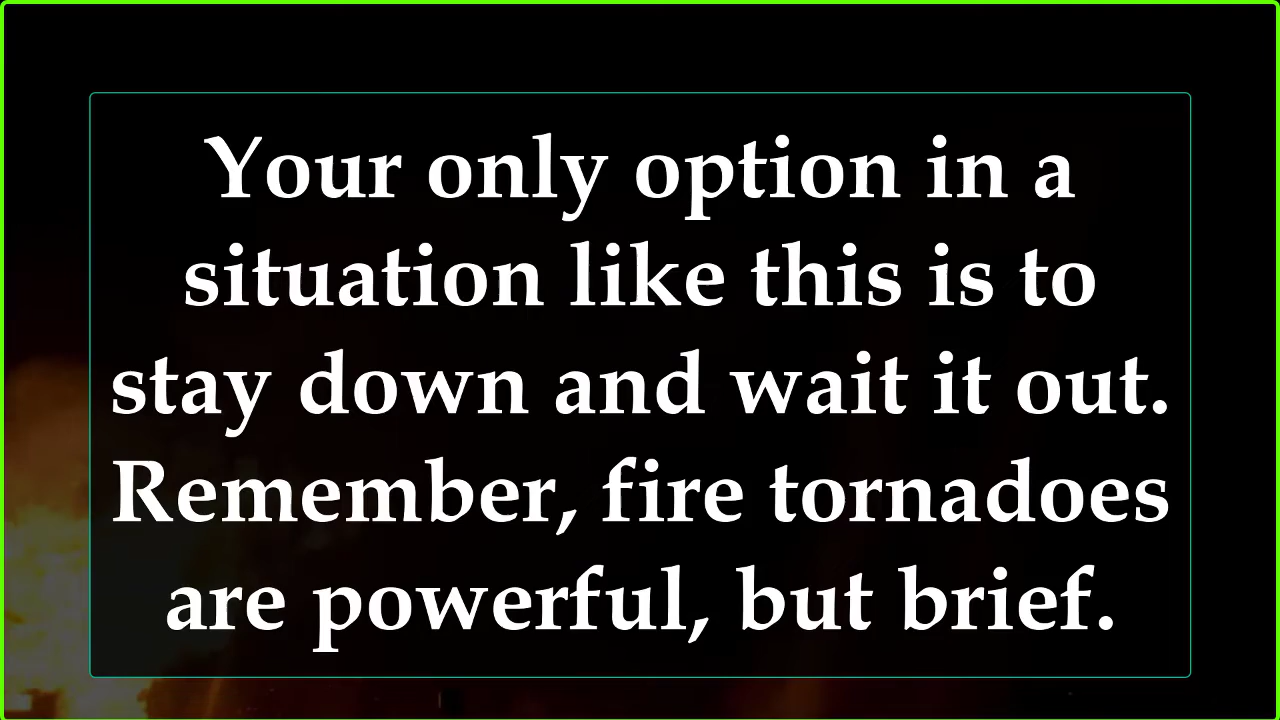 Your only option in a
situation like this is to
stay down and wait it out.
Remember, fire tornadoes
are powerful, but brief.